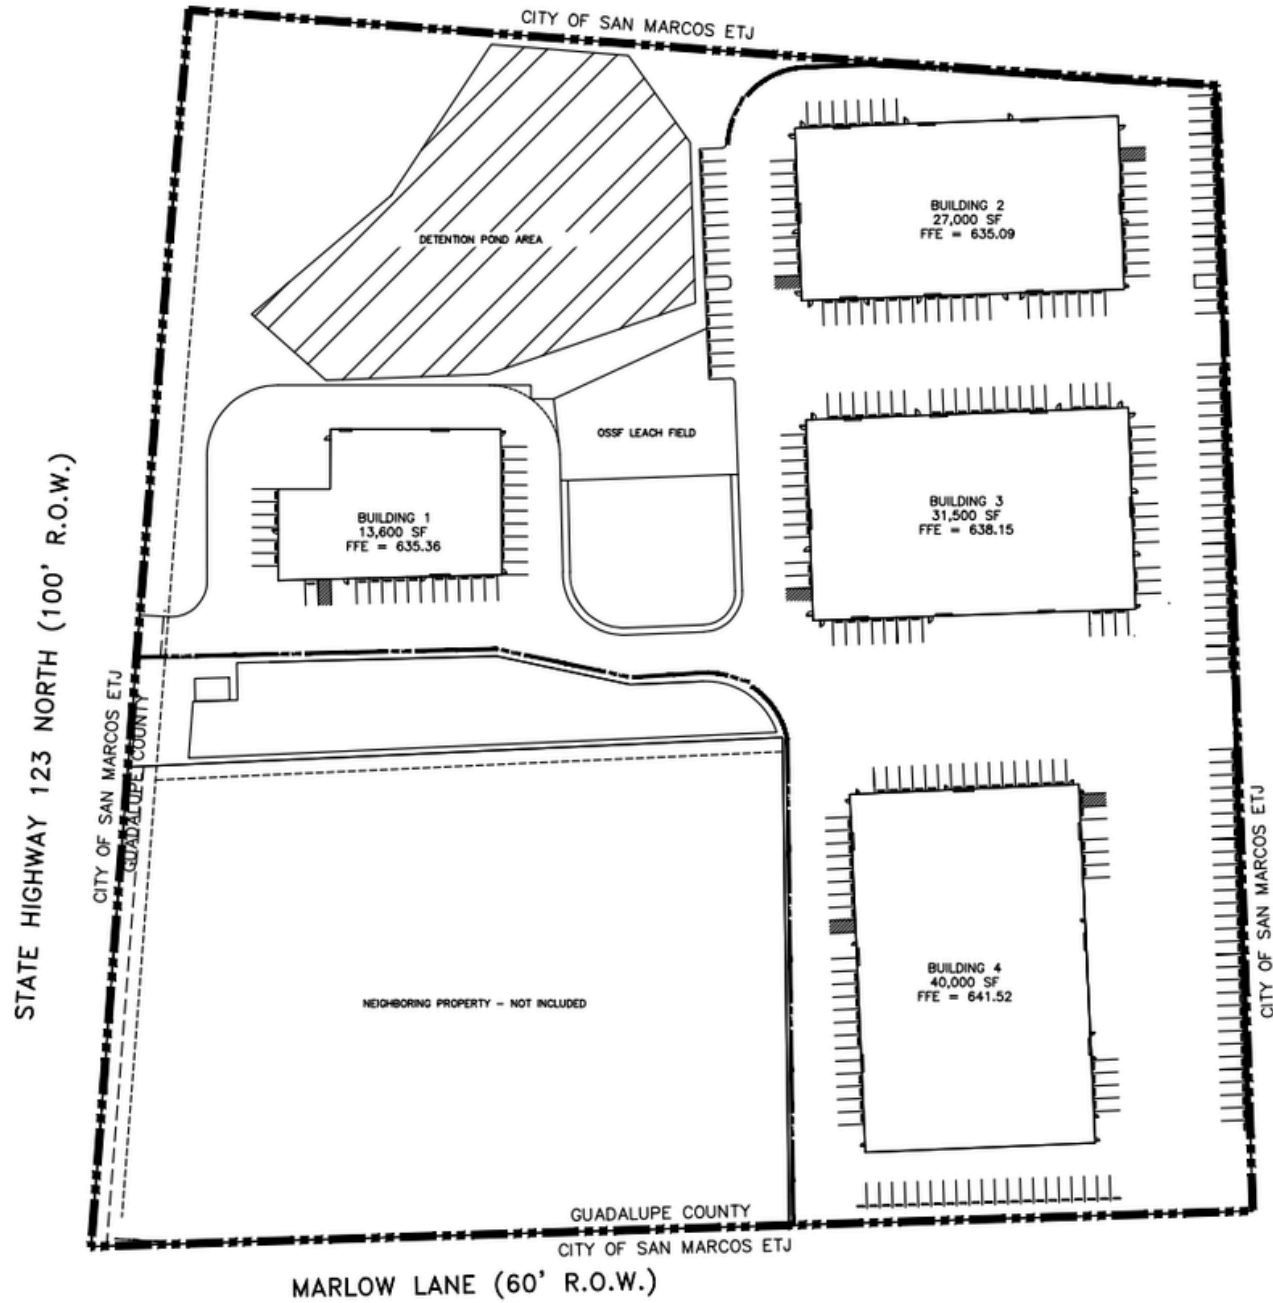 CITY OF SAN MARCOS ETJ
BUILDING 2
27,000 SF
FFE = 635.09
DETENTION POND AREA
OSSF LEACH FIELD
BUILDING 1
13,600 SF
FFE = 635.36
BUILDING 3
31,500 SF
FFE = 638.15
STATE HIGHWAY 123 NORTH (100' R.O.W.)
CITY OF SAN MARCOS ETJ
GUADALUPE COUNTY
BUILDING 4
40,000 SF
FFE = 641.52
CITY OF SAN MARCOS ETJ
NEIGHBORING PROPERTY - NOT INCLUDED
GUADALUPE COUNTY
CITY OF SAN MARCOS ETJ
MARLOW LANE (60' R.O.W.)